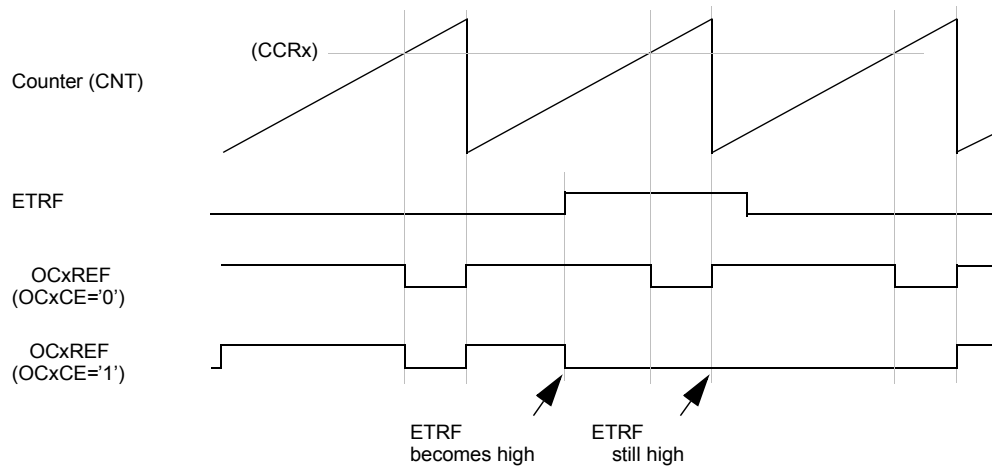 (CCRx)
Counter (CNT)
ETRF
OCxREF
(OCxCE='0')
OCxREF
(OCxCE='1')
ETRF
becomes high
ETRF
still high